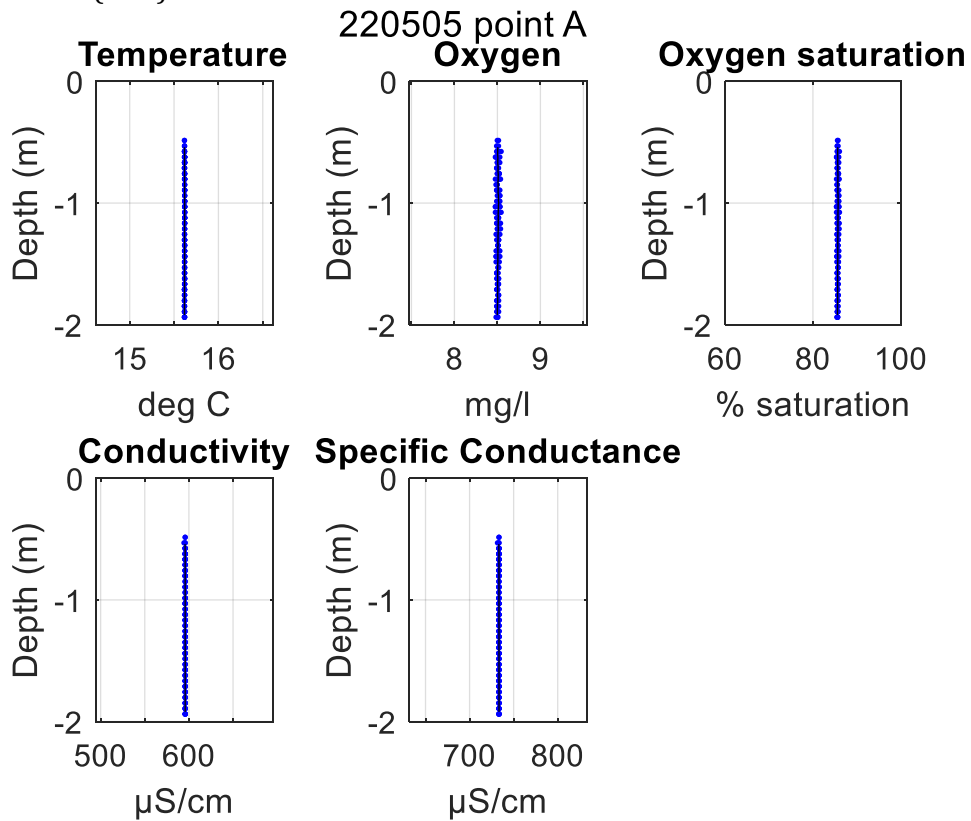 220505 point A
Temperature
Oxygen
Oxygen saturation
0
-1
-2
Depth (m)
15 16
deg C
0
-1
-2
Depth (m)
8 9
mg/l
0
-1
-2
Depth (m)
60 80 100
% saturation
Conductivity
Specific Conductance
0
-1
-2
Depth (m)
500 600
µS/cm
0
-1
-2
Depth (m)
700 800
µS/cm